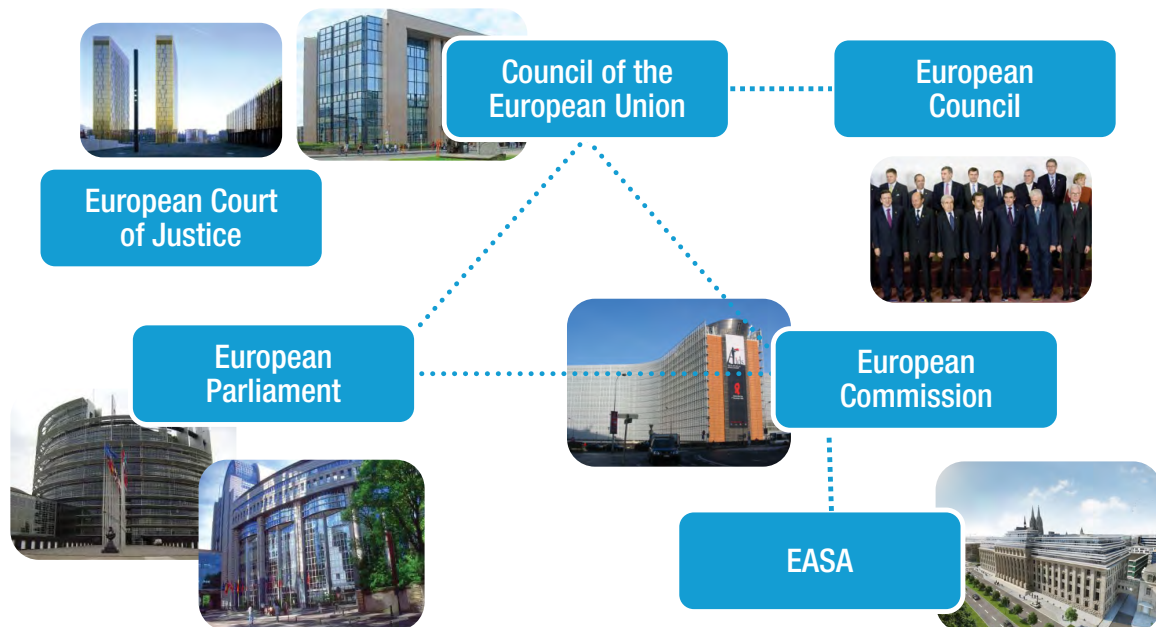 Council of the
European Union
European
Council
European Court
of Justice
European
Parliament
European
Commission
EASA